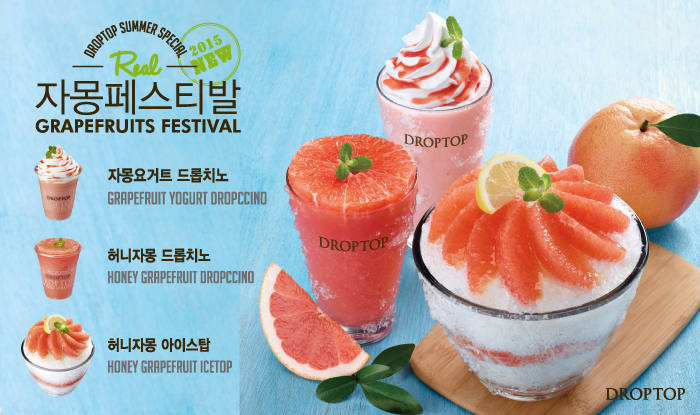 DROPTOP SUMMER SPECIAL
Real
2015
NEW
자몽페스티발
GRAPEFRUITS FESTIVAL
자몽요거트 드롭치노
GRAPEFRUIT YOGURT DROPCCINO
허니자몽 드롭치노
HONEY GRAPEFRUIT DROPCCINO
허니자몽 아이스탑
HONEY GRAPEFRUIT ICETOP
DROPTOP
DROPTOP
DROPTOP
DROPTOP